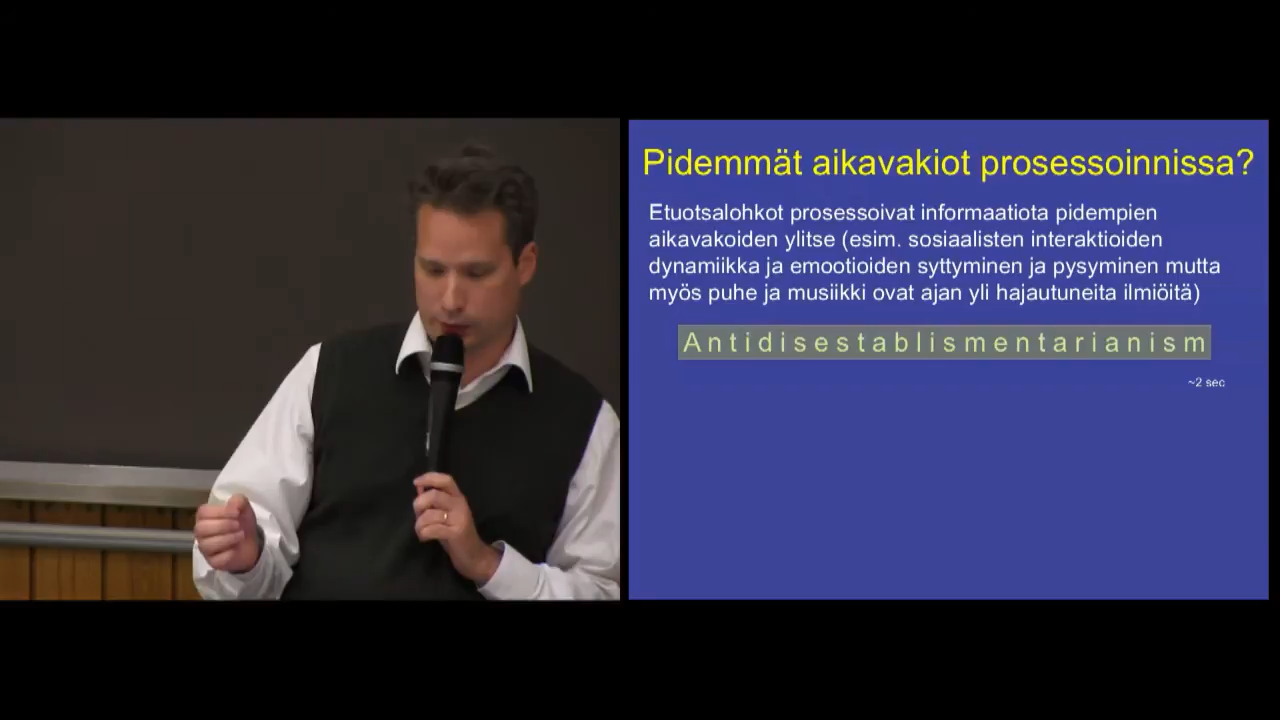 Pidemmät aikavakiot prosessoinnissa?
Etuotsalohkot prosessoivat informaatiota pidempien
aikavakoiden ylitse (esim. sosiaalisten interaktioiden
dynamiikka ja emootioiden syttyminen ja pysyminen mutta
myös puhe ja musiikki ovat ajan yli hajautuneita ilmiöitä)
Antidisestablismentarianism
~2 sec